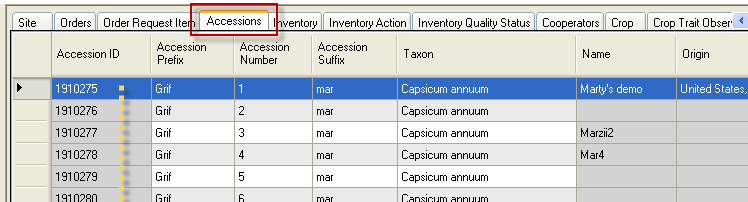 Site Orders Order Request Item Accessions Inventory Inventory Action Inventory Quality Status Cooperators Crop Crop Trait Obser
Accession ID Accession Prefix Accession Number Accession Suffix Taxon Name Origin
1910275 Grif 1 mar Capsicum annuum Marty's demo United States,
1910276 Grif 2 mar Capsicum annuum
1910277 Grif 3 mar Capsicum annuum Marzii2
1910278 Grif 4 mar Capsicum annuum Mar4
1910279 Grif 5 mar Capsicum annuum
1910280 Grif 6 mar Capsicum annuum